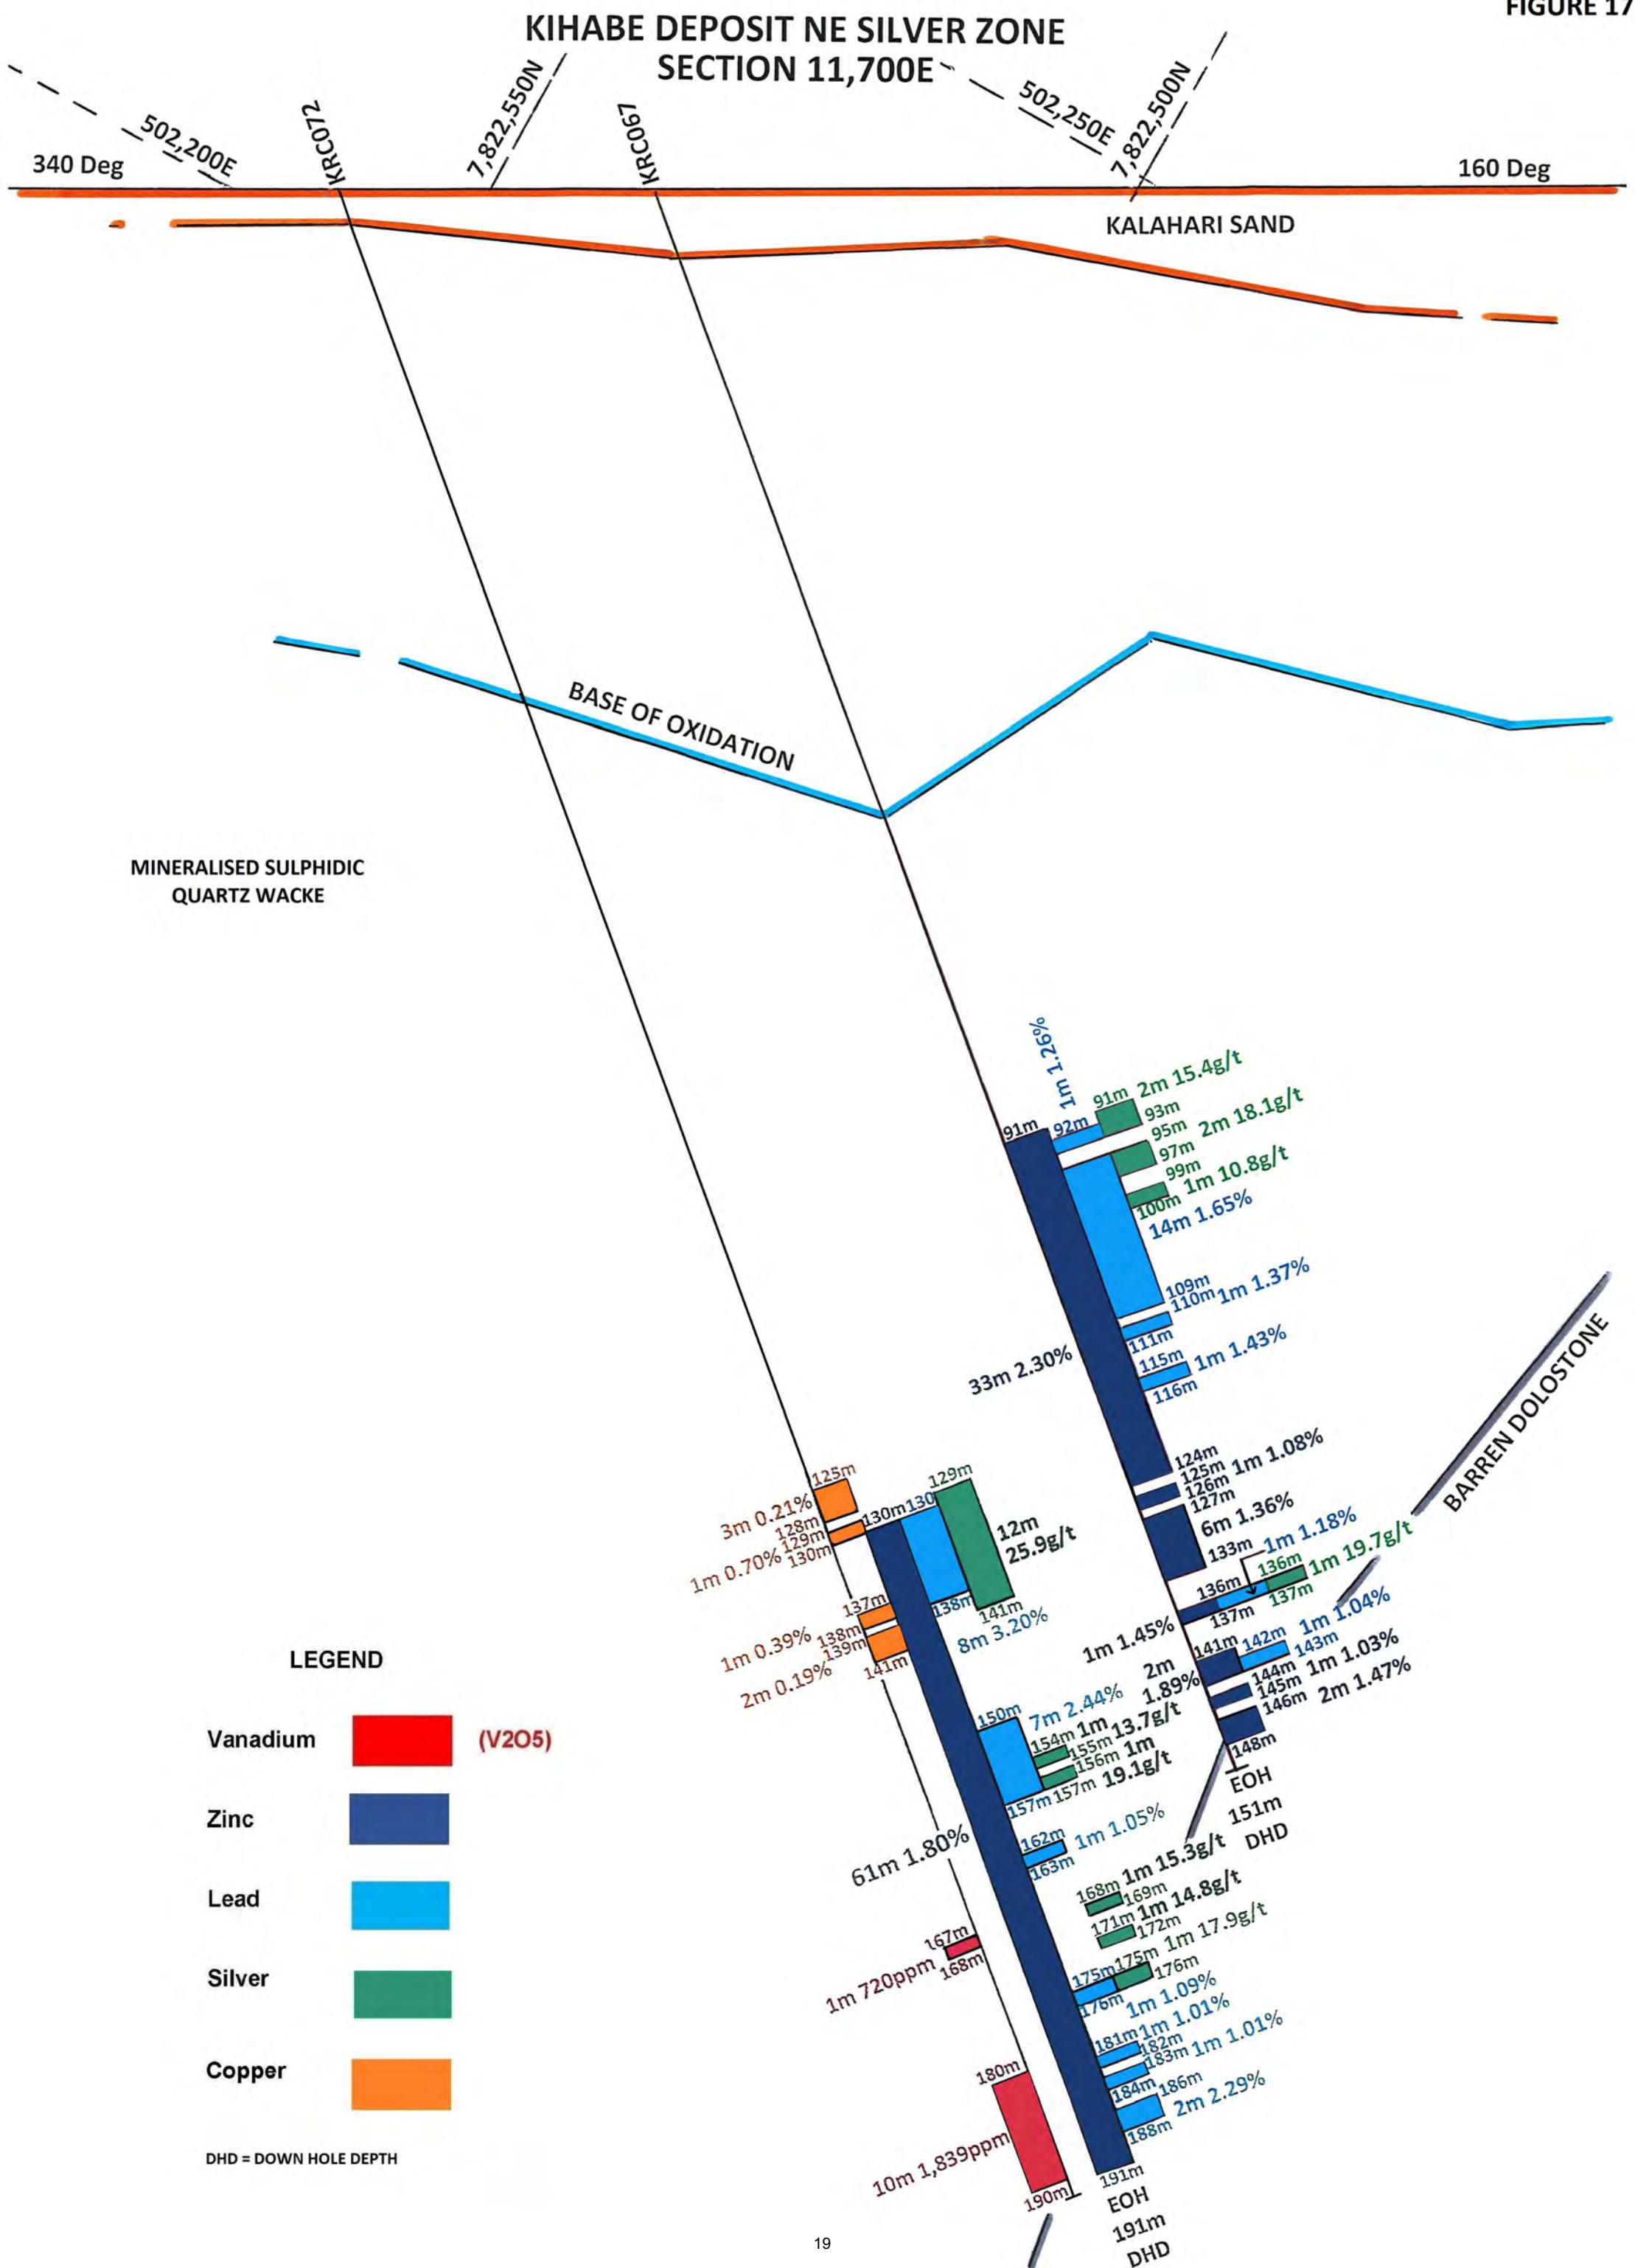 FIGURE 17
KIHABE DEPOSIT NE SILVER ZONE
SECTION 11,700E
502,200E
KRC072
7,822,550N
KRC067
502,250E
7,822,500N
340 Deg
160 Deg
KALAHARI SAND
BASE OF OXIDATION
MINERALISED SULPHIDIC
QUARTZ WACKE
1m 1.26%
91m
92m
91m
2m 15.4g/t
93m
95m
2m 18.1g/t
97m
99m
1m 10.8g/t
100m
14m 1.65%
109m
110m
1m 1.37%
111m
115m
1m 1.43%
116m
33m 2.30%
124m
125m
1m 1.08%
126m
127m
6m 1.36%
133m
BARREN DOLOSTONE
1m 1.18%
136m
136m
1m 19.7g/t
137m
137m
1m 1.45%
141m
142m
1m 1.04%
143m
2m
1.89%
144m
1m 1.03%
145m
146m
2m 1.47%
148m
EOH
151m
DHD
125m
3m 0.21%
128m
129m
1m 0.70%
130m
130m
130
129m
12m
25.9g/t
137m
138m
1m 0.39%
138m
139m
2m 0.19%
141m
141m
8m 3.20%
150m
7m 2.44%
154m
1m
155m
13.7g/t
156m
1m
157m
157m
19.1g/t
61m 1.80%
162m
1m 1.05%
163m
168m
1m 15.3g/t
169m
171m
1m 14.8g/t
172m
167m
168m
1m 720ppm
175m
175m
1m 17.9g/t
176m
176m
1m 1.09%
181m
1m 1.01%
182m
183m
1m 1.01%
184m
186m
2m 2.29%
188m
180m
10m 1,839ppm
190m
191m
EOH
191m
DHD
LEGEND
Vanadium
(V2O5)
Zinc
Lead
Silver
Copper
DHD = DOWN HOLE DEPTH
19